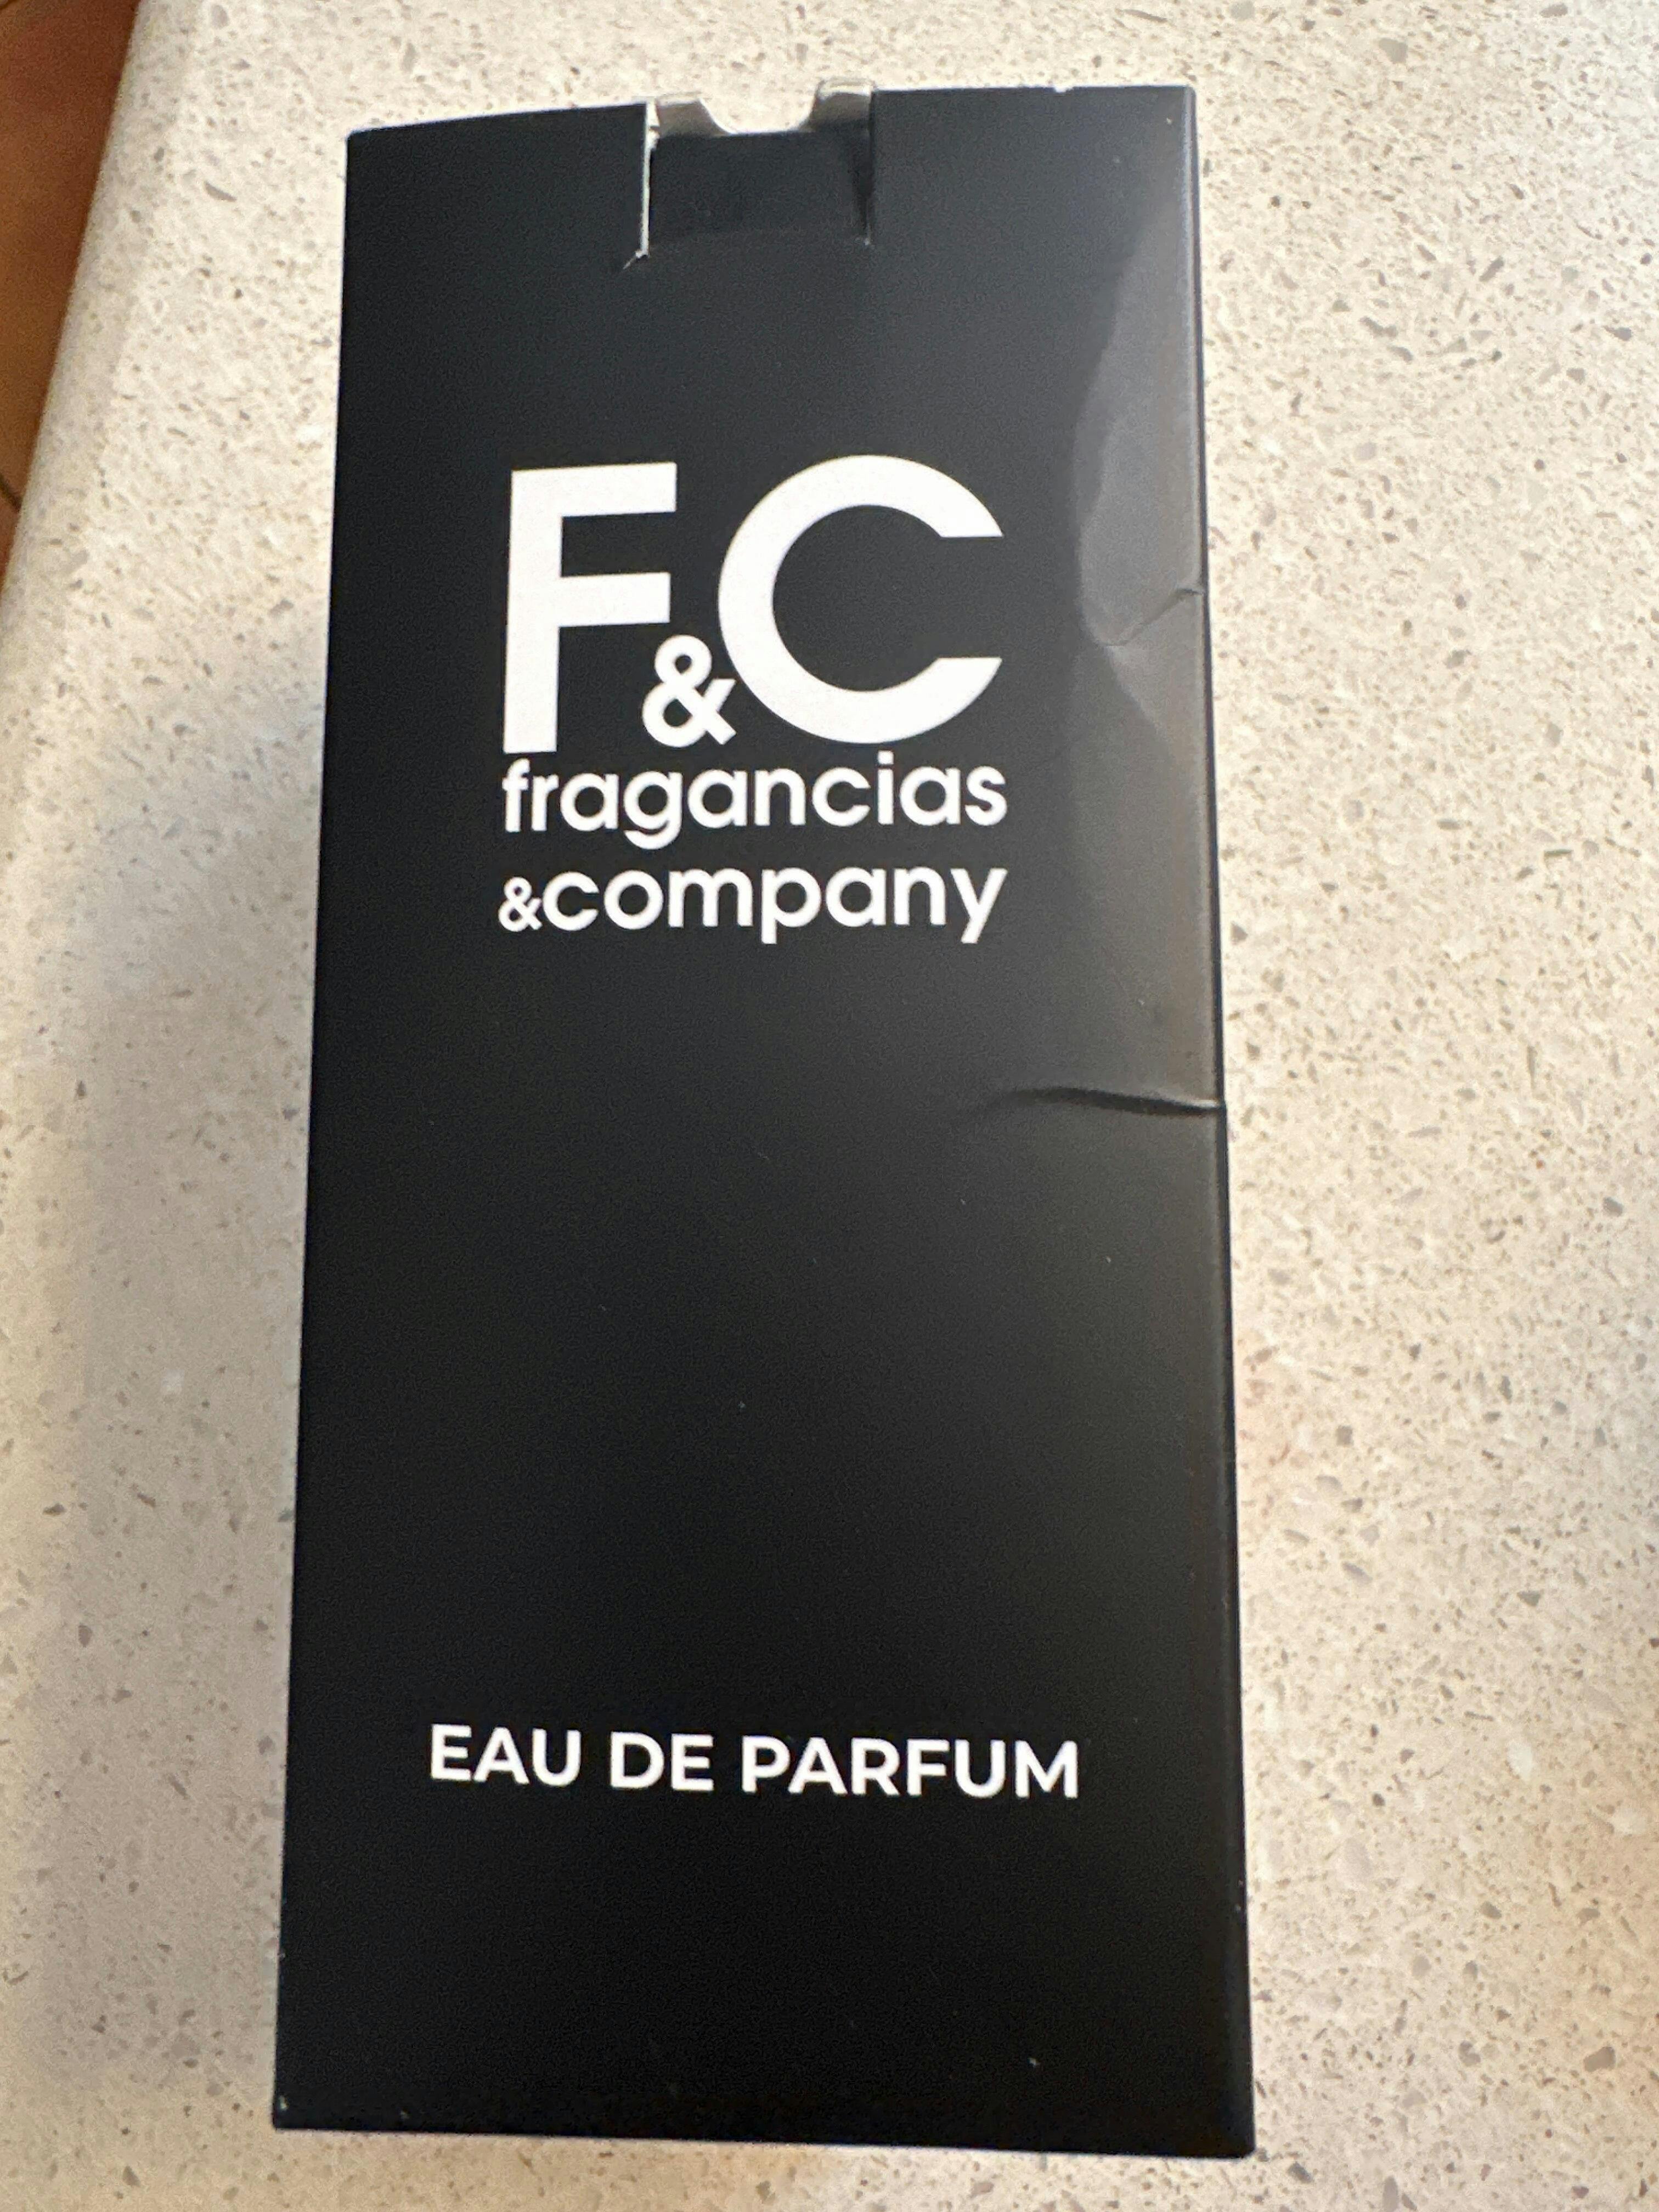 F&C
fragancias
&company
EAU DE PARFUM